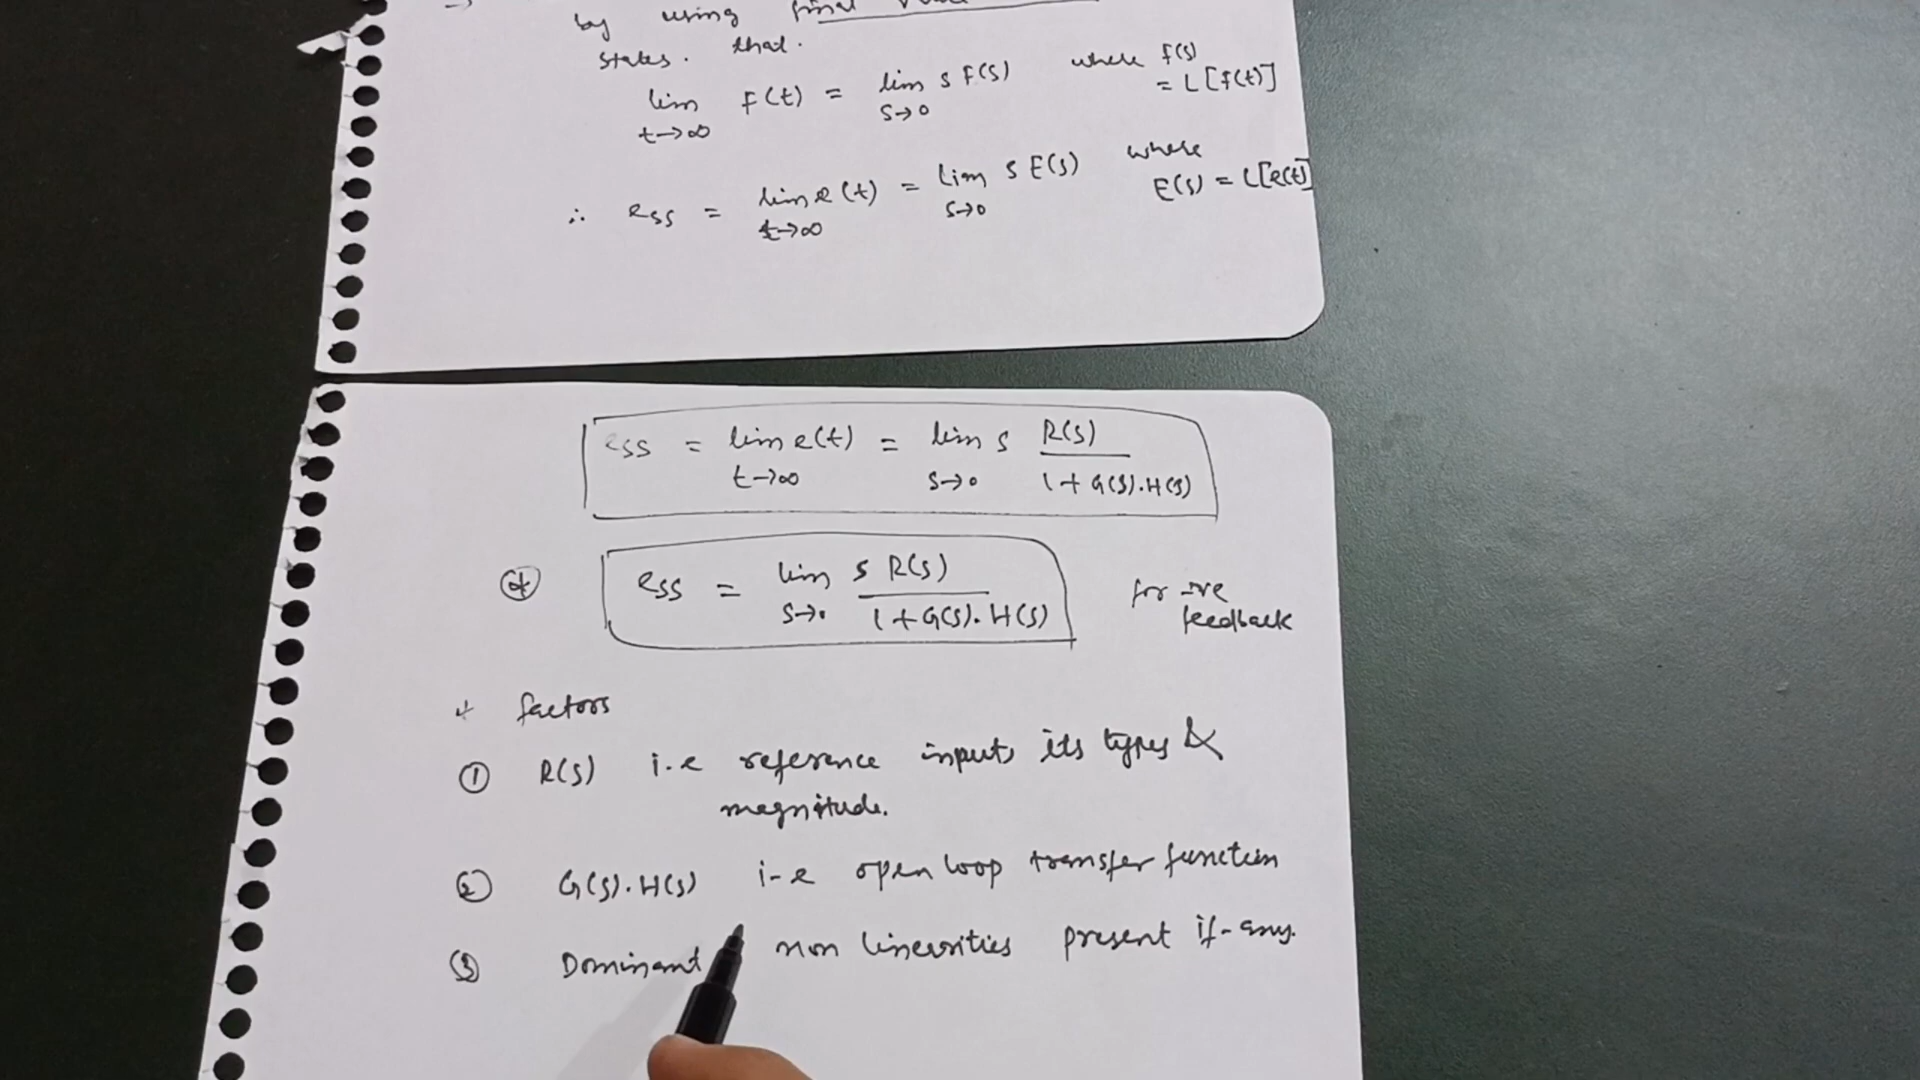 by using final
states. that.
lim t→∞ F(t) = lim s→0 s F(s) where f(s) = L[f(t)]
∴ ess = lim t→∞ e(t) = lim s→0 s E(s) where E(s) = L[e(t)]
ess = lim t→∞ e(t) = lim s→0 s R(s) / 1+G(s).H(s)
ess = lim s→0 s R(s) / 1+G(s).H(s) for -ve feedback
factors
① R(s) i.e reference input, its types &
magnitude.
② G(s).H(s) i-e open loop transfer function
③ Dominant non linearities present if-any.